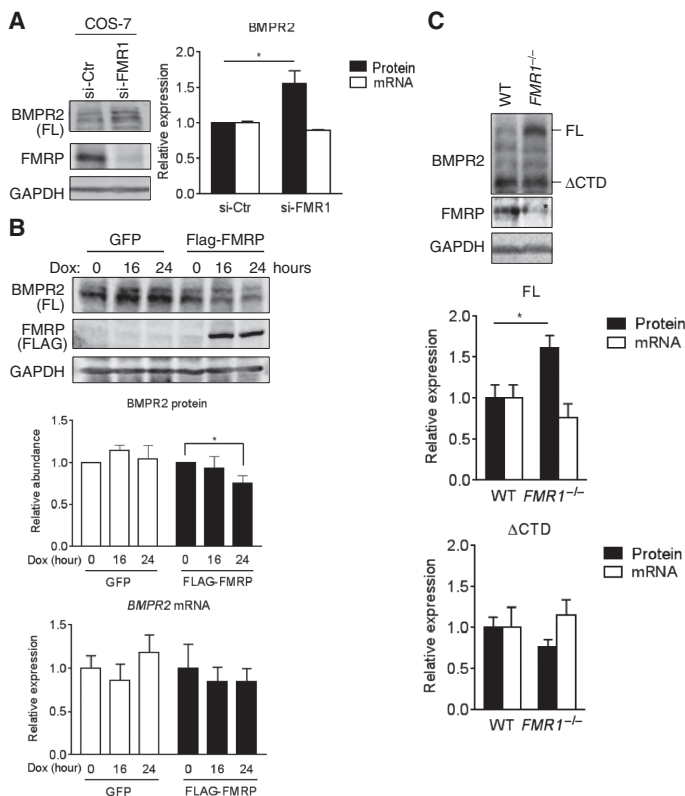 A
COS-7
si-Ctr
si-FMR1
BMPR2
(FL)
FMRP
GAPDH
BMPR2
Relative expression
2.0
1.5
1.0
0.5
0.0
*
Protein
mRNA
si-Ctr si-FMR1
B
GFP Flag-FMRP
Dox: 0 16 24 0 16 24 hours
BMPR2
(FL)
FMRP
(FLAG)
GAPDH
BMPR2 protein
Relative abundance
1.5
1.0
0.5
0.0
*
Dox (hour) 0 16 24 0 16 24
GFP FLAG-FMRP
BMPR2 mRNA
Relative expression
1.5
1.0
0.5
0.0
Dox (hour) 0 16 24 0 16 24
GFP FLAG-FMRP
C
WT
FMR1−/−
BMPR2
FL
ΔCTD
FMRP
*
GAPDH
FL
Relative expression
2.0
1.5
1.0
0.5
0.0
*
Protein
mRNA
WT FMR1−/−
ΔCTD
Relative expression
2.0
1.5
1.0
0.5
0.0
Protein
mRNA
WT FMR1−/−